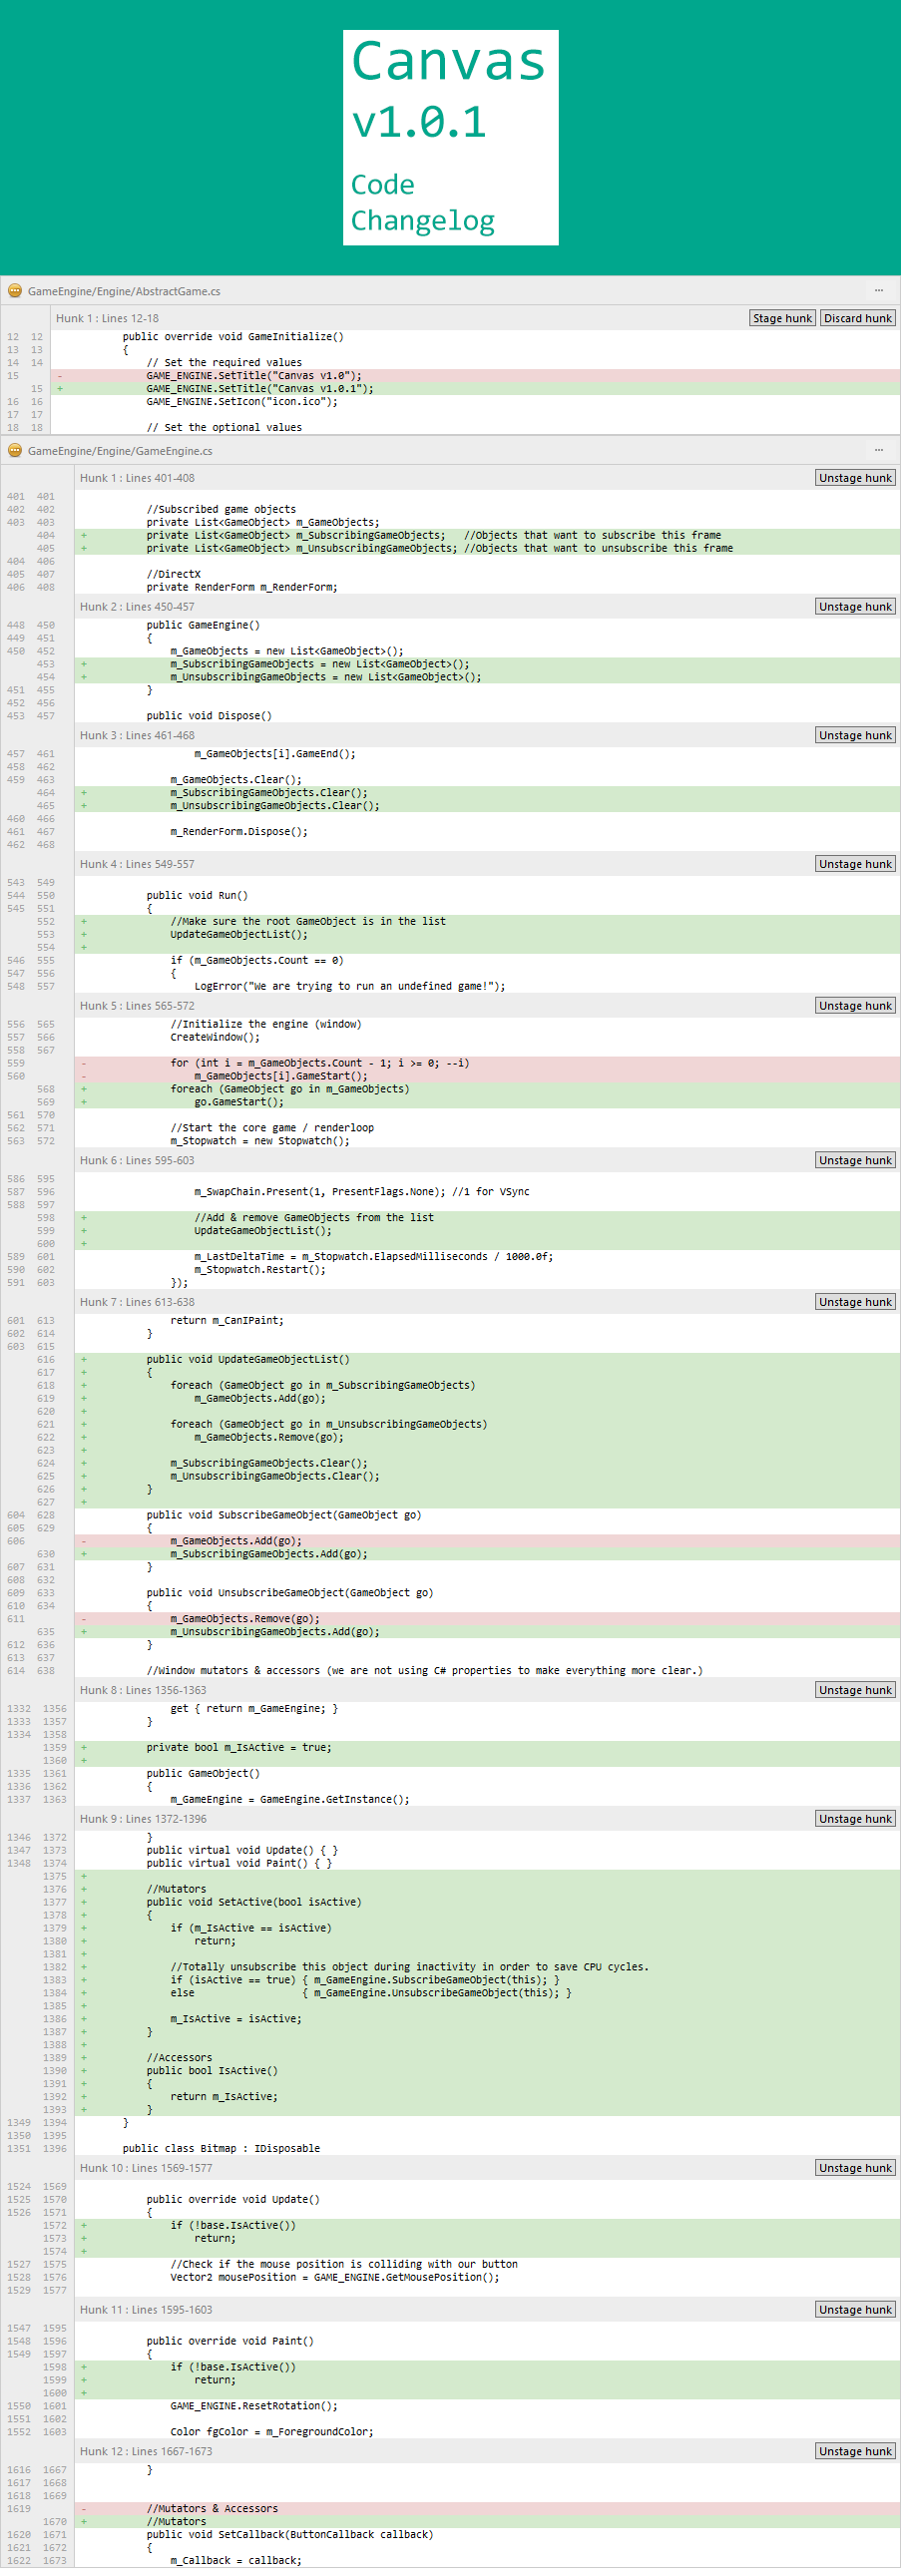 Canvas
v1.0.1
Code
Changelog
GameEngine/Engine/AbstractGame.cs ...
Hunk 1 : Lines 12-18 Stage hunk Discard hunk
12 12 public override void GameInitialize()
13 13 {
14 14 // Set the required values
15 - GAME_ENGINE.SetTitle("Canvas v1.0");
15 + GAME_ENGINE.SetTitle("Canvas v1.0.1");
16 16 GAME_ENGINE.SetIcon("icon.ico");
17 17
18 18 // Set the optional values
GameEngine/Engine/GameEngine.cs ...
Hunk 1 : Lines 401-408 Unstage hunk
401 401
402 402 //Subscribed game objects
403 403 private List<GameObject> m_GameObjects;
404 + private List<GameObject> m_SubscribingGameObjects; //Objects that want to subscribe this frame
405 + private List<GameObject> m_UnsubscribingGameObjects; //Objects that want to unsubscribe this frame
404 406
405 407 //DirectX
406 408 private RenderForm m_RenderForm;
Hunk 2 : Lines 450-457 Unstage hunk
448 450 public GameEngine()
449 451 {
450 452 m_GameObjects = new List<GameObject>();
453 + m_SubscribingGameObjects = new List<GameObject>();
454 + m_UnsubscribingGameObjects = new List<GameObject>();
451 455 }
452 456
453 457 public void Dispose()
Hunk 3 : Lines 461-468 Unstage hunk
457 461 m_GameObjects[i].GameEnd();
458 462
459 463 m_GameObjects.Clear();
464 + m_SubscribingGameObjects.Clear();
465 + m_UnsubscribingGameObjects.Clear();
460 466
461 467 m_RenderForm.Dispose();
462 468
Hunk 4 : Lines 549-557 Unstage hunk
543 549
544 550 public void Run()
545 551 {
552 + //Make sure the root GameObject is in the list
553 + UpdateGameObjectList();
554 +
546 555 if (m_GameObjects.Count == 0)
547 556 {
548 557 LogError("We are trying to run an undefined game!");
Hunk 5 : Lines 565-572 Unstage hunk
556 565 //Initialize the engine (window)
557 566 CreateWindow();
558 567
559 - for (int i = m_GameObjects.Count - 1; i >= 0; --i)
560 - m_GameObjects[i].GameStart();
568 + foreach (GameObject go in m_GameObjects)
569 + go.GameStart();
561 570
562 571 //Start the core game / renderloop
563 572 m_Stopwatch = new Stopwatch();
Hunk 6 : Lines 595-603 Unstage hunk
586 595
587 596 m_SwapChain.Present(1, PresentFlags.None); //1 for VSync
588 597
598 + //Add & remove GameObjects from the list
599 + UpdateGameObjectList();
600 +
589 601 m_LastDeltaTime = m_Stopwatch.ElapsedMilliseconds / 1000.0f;
590 602 m_Stopwatch.Restart();
591 603 });
Hunk 7 : Lines 613-638 Unstage hunk
601 613 return m_CanIPaint;
602 614 }
603 615
616 + public void UpdateGameObjectList()
617 + {
618 + foreach (GameObject go in m_SubscribingGameObjects)
619 + m_GameObjects.Add(go);
620 +
621 + foreach (GameObject go in m_UnsubscribingGameObjects)
622 + m_GameObjects.Remove(go);
623 +
624 + m_SubscribingGameObjects.Clear();
625 + m_UnsubscribingGameObjects.Clear();
626 + }
627 +
604 628 public void SubscribeGameObject(GameObject go)
605 629 {
606 - m_GameObjects.Add(go);
630 + m_SubscribingGameObjects.Add(go);
607 631 }
608 632
609 633 public void UnsubscribeGameObject(GameObject go)
610 634 {
611 - m_GameObjects.Remove(go);
635 + m_UnsubscribingGameObjects.Add(go);
612 636 }
613 637
614 638 //Window mutators & accessors (we are not using C# properties to make everything more clear.)
Hunk 8 : Lines 1356-1363 Unstage hunk
1332 1356 get { return m_GameEngine; }
1333 1357 }
1334 1358
1359 + private bool m_IsActive = true;
1360 +
1335 1361 public GameObject()
1336 1362 {
1337 1363 m_GameEngine = GameEngine.GetInstance();
Hunk 9 : Lines 1372-1396 Unstage hunk
1346 1372 }
1347 1373 public virtual void Update() { }
1348 1374 public virtual void Paint() { }
1375 +
1376 + //Mutators
1377 + public void SetActive(bool isActive)
1378 + {
1379 + if (m_IsActive == isActive)
1380 + return;
1381 +
1382 + //Totally unsubscribe this object during inactivity in order to save CPU cycles.
1383 + if (isActive == true) { m_GameEngine.SubscribeGameObject(this); }
1384 + else { m_GameEngine.UnsubscribeGameObject(this); }
1385 +
1386 + m_IsActive = isActive;
1387 + }
1388 +
1389 + //Accessors
1390 + public bool IsActive()
1391 + {
1392 + return m_IsActive;
1393 + }
1349 1394 }
1350 1395
1351 1396 public class Bitmap : IDisposable
Hunk 10 : Lines 1569-1577 Unstage hunk
1524 1569
1525 1570 public override void Update()
1526 1571 {
1572 + if (!base.IsActive())
1573 + return;
1574 +
1527 1575 //Check if the mouse position is colliding with our button
1528 1576 Vector2 mousePosition = GAME_ENGINE.GetMousePosition();
1529 1577
Hunk 11 : Lines 1595-1603 Unstage hunk
1547 1595
1548 1596 public override void Paint()
1549 1597 {
1598 + if (!base.IsActive())
1599 + return;
1600 +
1550 1601 GAME_ENGINE.ResetRotation();
1551 1602
1552 1603 Color fgColor = m_ForegroundColor;
Hunk 12 : Lines 1667-1673 Unstage hunk
1616 1667 }
1617 1668
1618 1669
1619 - //Mutators & Accessors
1670 + //Mutators
1620 1671 public void SetCallback(ButtonCallback callback)
1621 1672 {
1622 1673 m_Callback = callback;